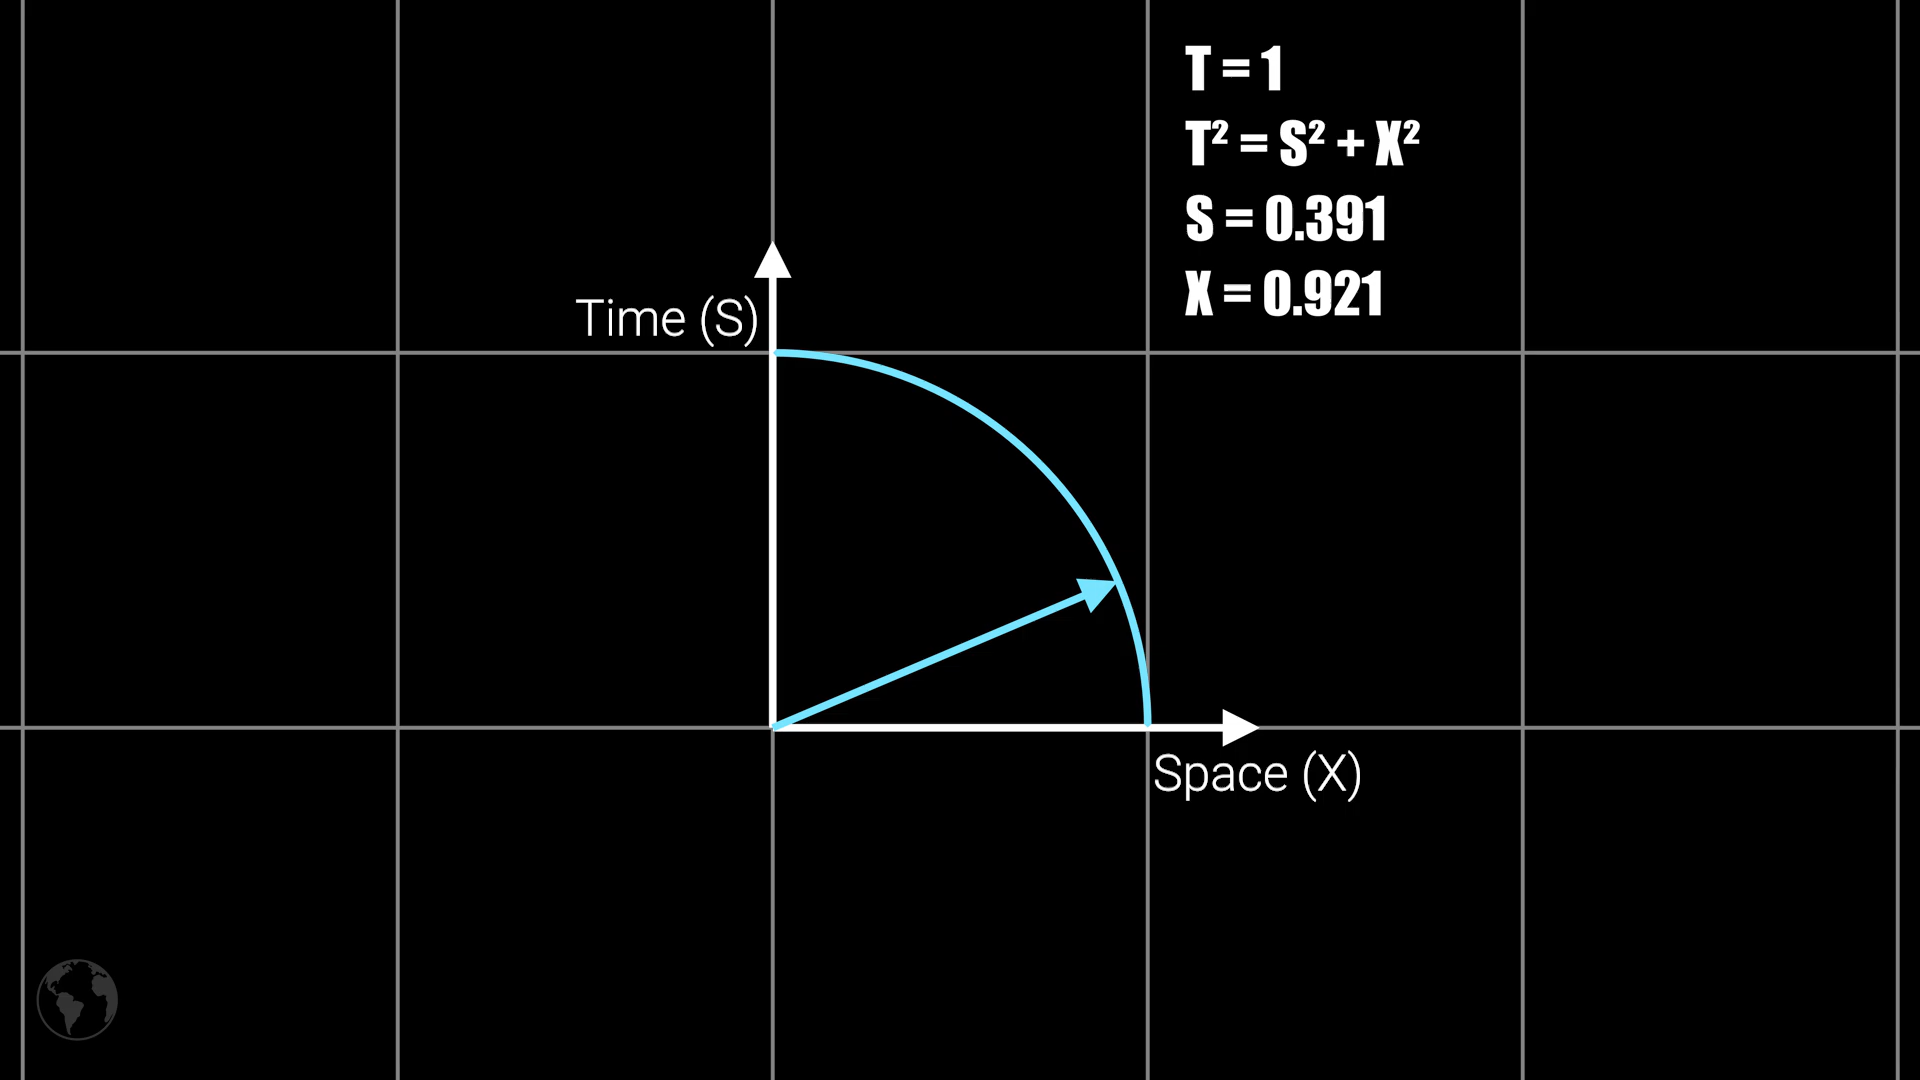 T = 1
T² = S² + X²
S = 0.391
X = 0.921
Time (S)
Space (X)